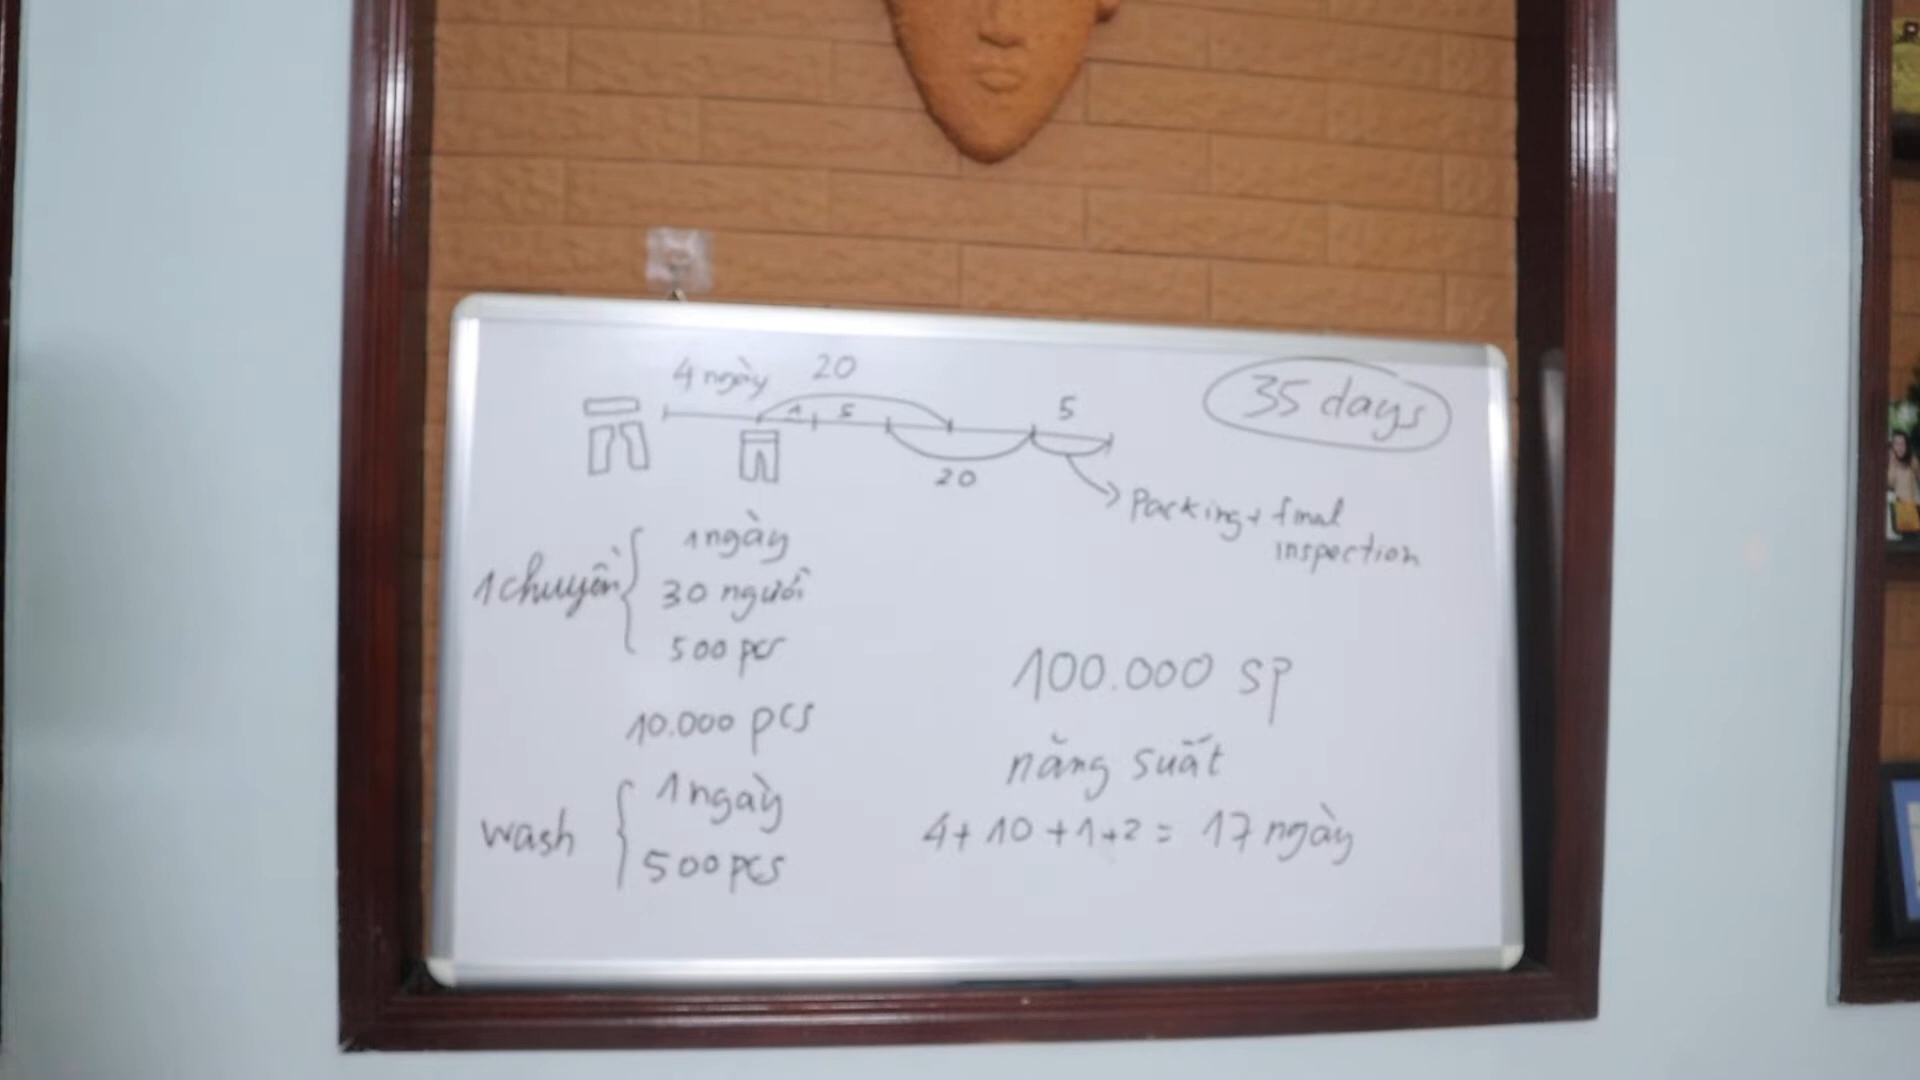 4 ngày 20
35 days
1 5 5
20
packing + final
inspection
1 chuyền
1 ngày
30 người
500 pcs
10.000 pcs
wash
1 ngày
500 pcs
100.000 sp
năng suất
4 + 10 + 1 + 2 = 17 ngày